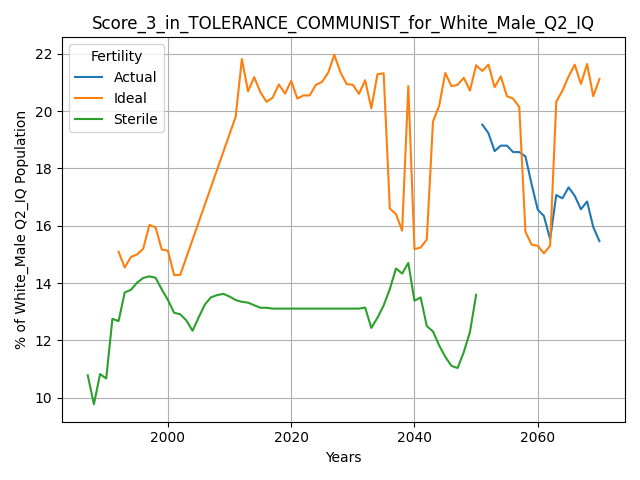 Score_3_in_TOLERANCE_COMMUNIST_for_White_Male_Q2_IQ
Fertility
Actual
Ideal
Sterile
% of White_Male Q2_IQ Population
22
20
18
16
14
12
10
2000
2020
2040
2060
Years